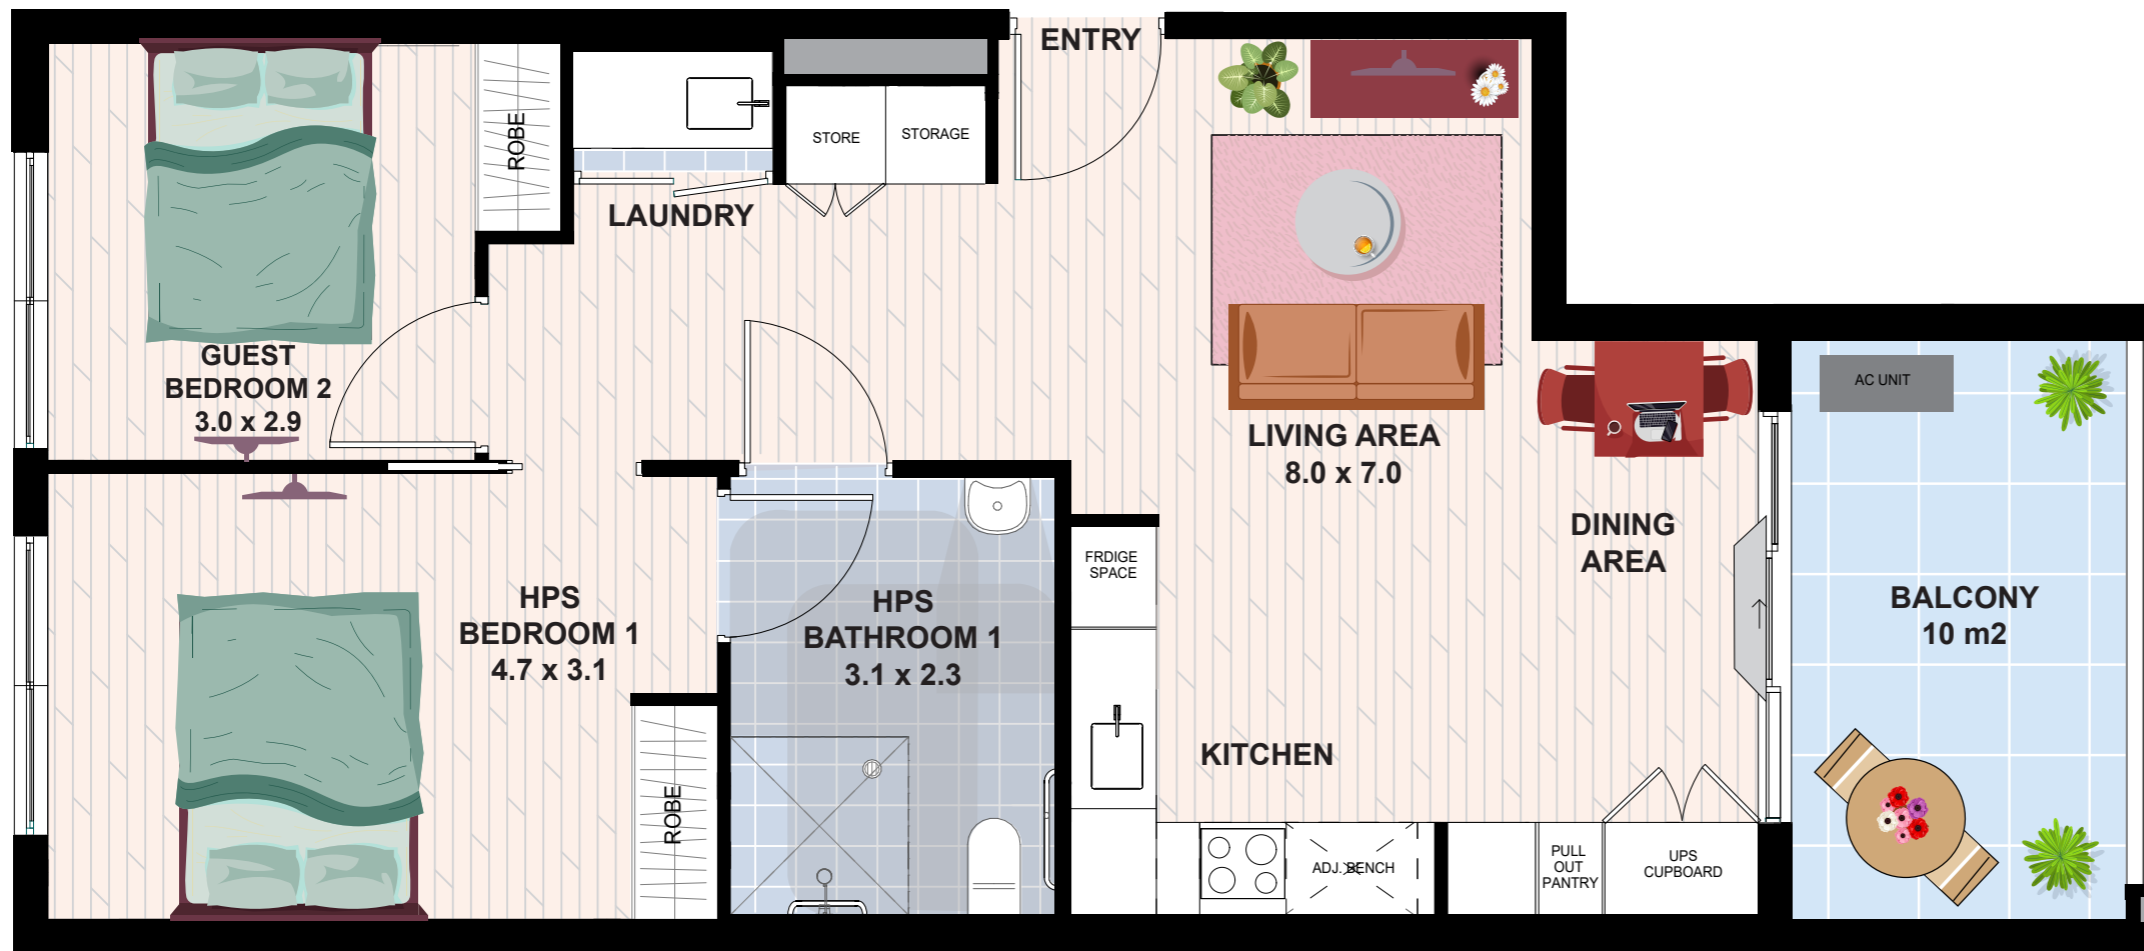 ENTRY
ROBE
STORE
STORAGE
LAUNDRY
GUEST
BEDROOM 2
3.0 x 2.9
AC UNIT
LIVING AREA
8.0 x 7.0
DINING
AREA
FRDIGE
SPACE
HPS
BEDROOM 1
4.7 x 3.1
HPS
BATHROOM 1
3.1 x 2.3
BALCONY
10 m2
KITCHEN
ROBE
ADJ. BENCH
PULL
OUT
PANTRY
UPS
CUPBOARD